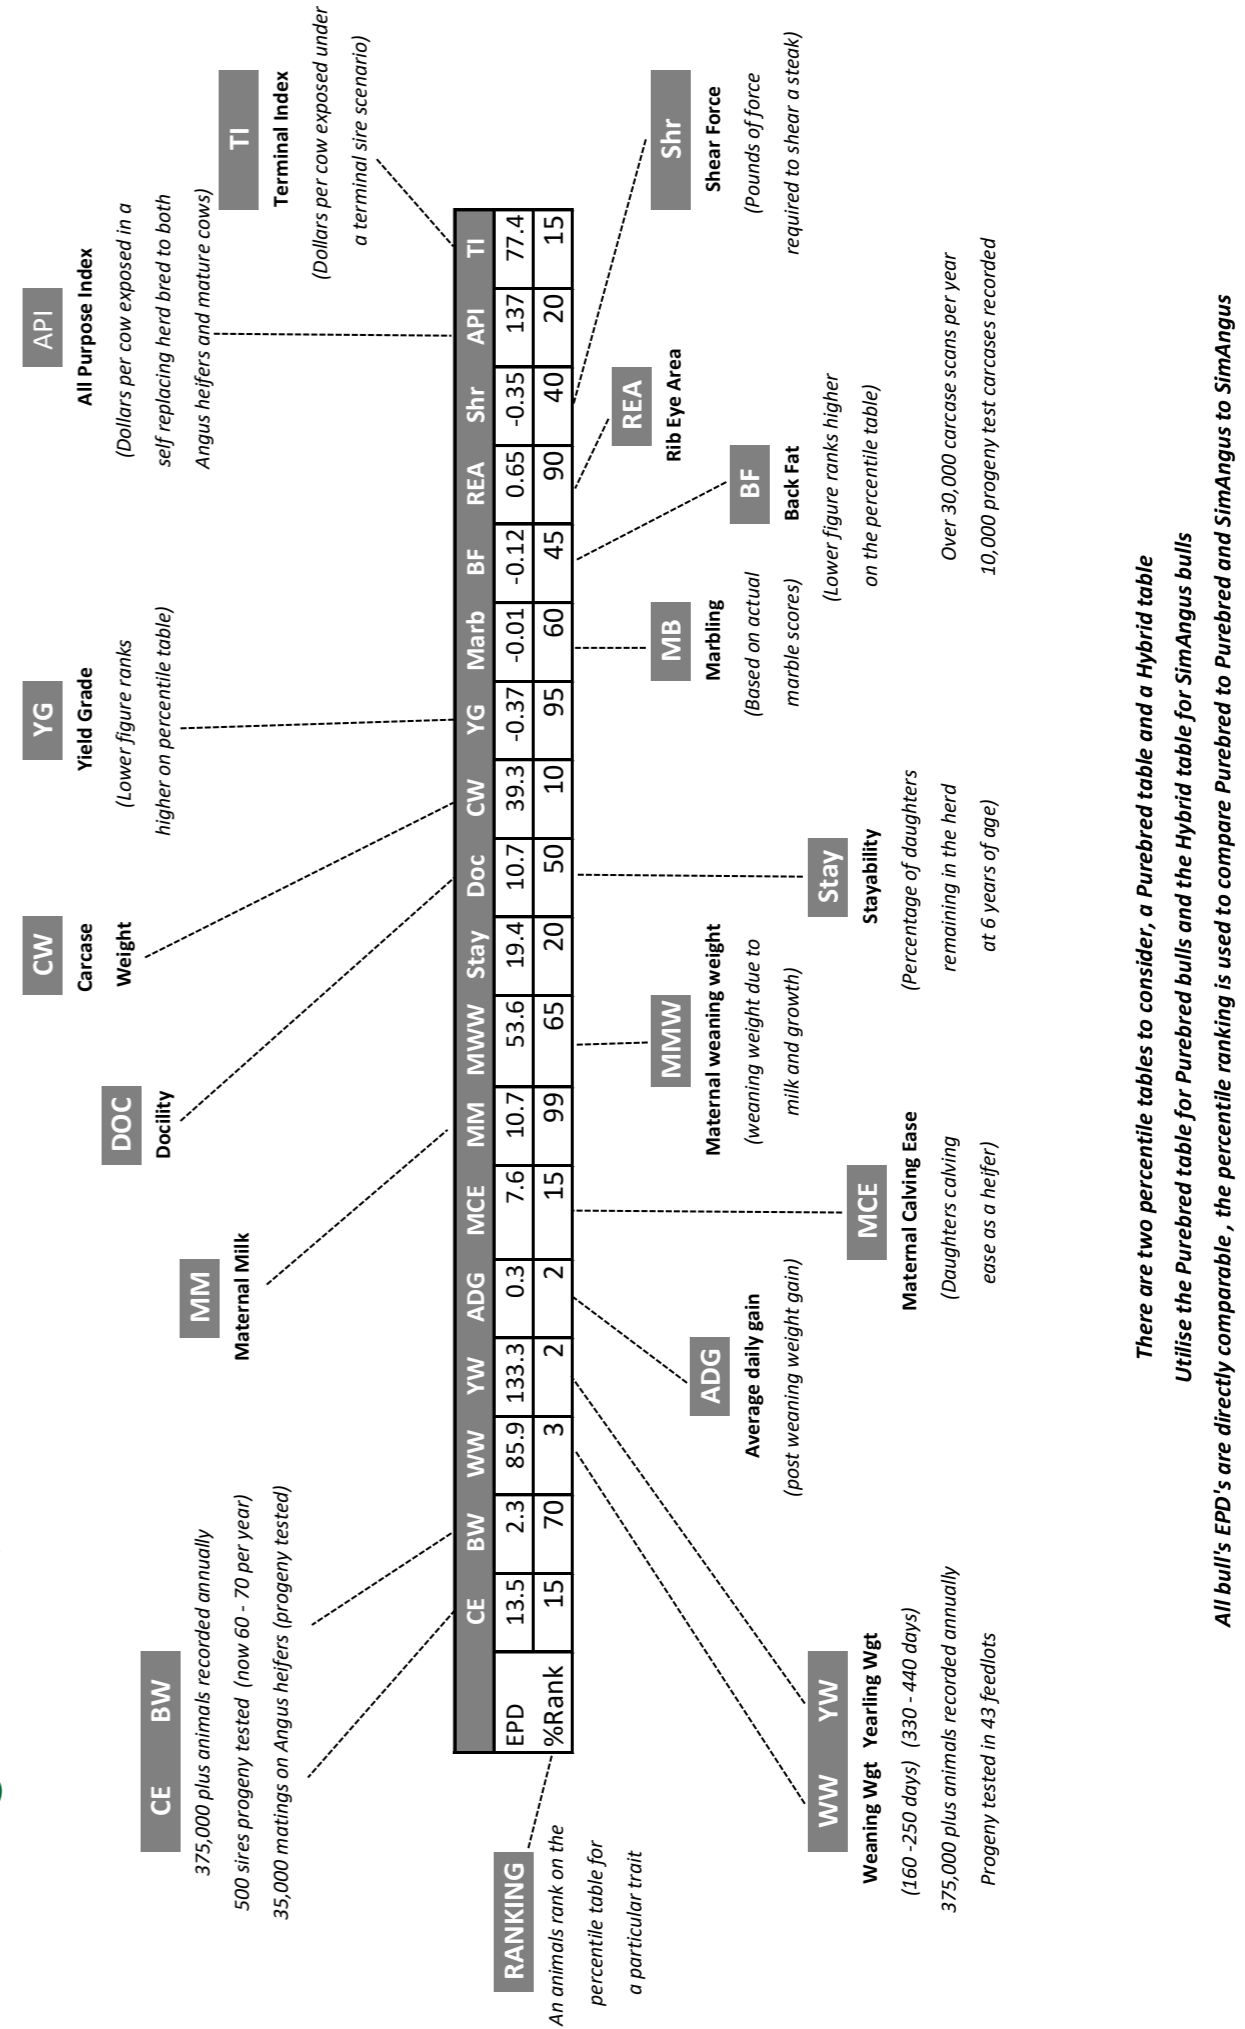 CE BW
375,000 plus animals recorded annually
500 sires progeny tested (now 60 - 70 per year)
35,000 matings on Angus heifers (progeny tested)
MM
Maternal Milk
DOC
Docility
CW
Carcase
Weight
YG
Yield Grade
(Lower figure ranks
higher on percentile table)
API
All Purpose Index
(Dollars per cow exposed in a
self replacing herd bred to both
Angus heifers and mature cows)
TI
Terminal Index
(Dollars per cow exposed under
a terminal sire scenario)
CE BW WW YW ADG MCE MM MWW Stay Doc CW YG Marb BF REA Shr API TI
EPD 13.5 2.3 85.9 133.3 0.3 7.6 10.7 53.6 19.4 10.7 39.3 -0.37 -0.01 -0.12 0.65 -0.35 137 77.4
%Rank 15 70 3 2 2 15 99 65 20 50 10 95 60 45 90 40 20 15
RANKING
An animals rank on the
percentile table for
a particular trait
WW YW
Weaning Wgt Yearling Wgt
(160 -250 days) (330 - 440 days)
375,000 plus animals recorded annually
Progeny tested in 43 feedlots
ADG
Average daily gain
(post weaning weight gain)
MCE
Maternal Calving Ease
(Daughters calving
ease as a heifer)
MMW
Maternal weaning weight
(weaning weight due to
milk and growth)
Stay
Stayability
(Percentage of daughters
remaining in the herd
at 6 years of age)
MB
Marbling
(Based on actual
marble scores)
BF
Back Fat
(Lower figure ranks higher
on the percentile table)
REA
Rib Eye Area
Shr
Shear Force
(Pounds of force
required to shear a steak)
Over 30,000 carcase scans per year
10,000 progeny test carcases recorded
There are two percentile tables to consider, a Purebred table and a Hybrid table
Utilise the Purebred table for Purebred bulls and the Hybrid table for SimAngus bulls
All bull's EPD's are directly comparable , the percentile ranking is used to compare Purebred to Purebred and SimAngus to SimAngus